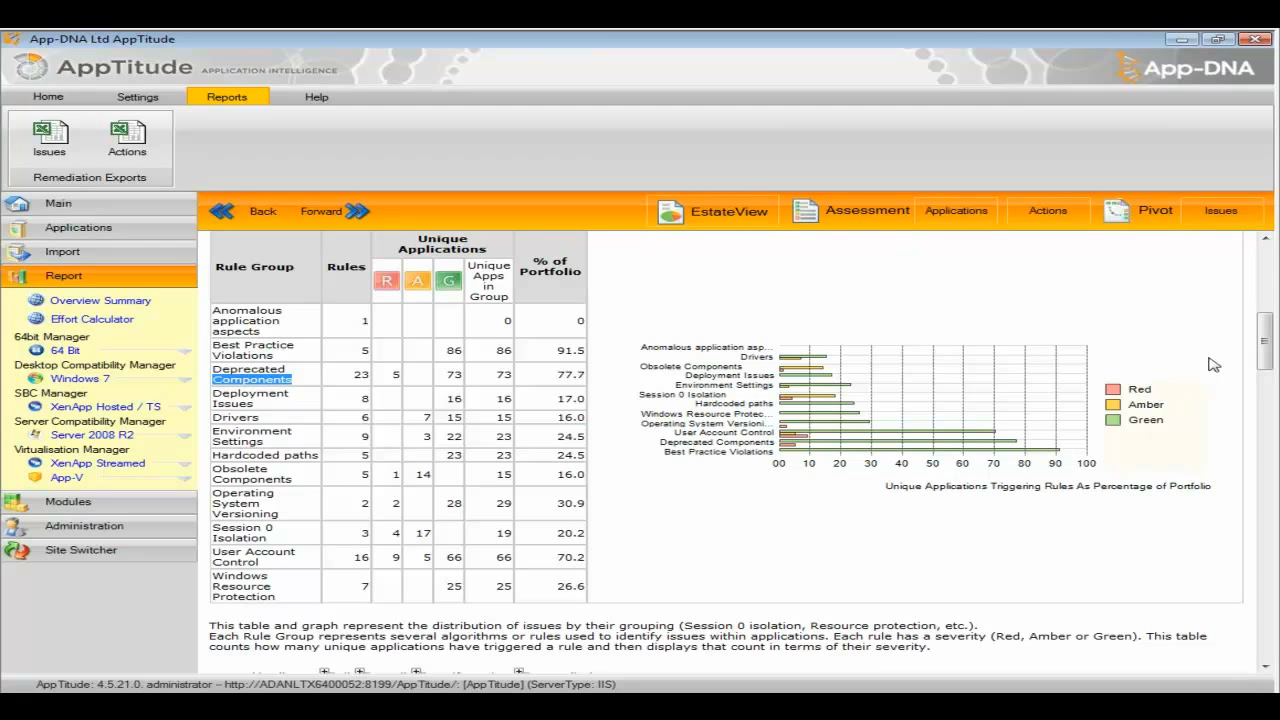 App-DNA Ltd AppTitude
AppTitude APPLICATION INTELLIGENCE
App-DNA
Home Settings Reports Help
Issues Actions
Remediation Exports
Main
Applications
Import
Report
Overview Summary
Effort Calculator
64bit Manager
64 Bit
Desktop Compatibility Manager
Windows 7
SBC Manager
XenApp Hosted / TS
Server Compatibility Manager
Server 2008 R2
Virtualisation Manager
XenApp Streamed
App-V
Modules
Administration
Site Switcher
Back Forward EstateView Assessment Applications Actions Pivot Issues
Unique
Applications
Rule Group Rules % of
Portfolio
R A G Unique
Apps
in
Group
Anomalous
application
aspects
1 0 0
Best Practice
Violations
5 86 86 91.5
Deprecated
Components
23 5 73 73 77.7
Deployment
Issues
8 16 16 17.0
Drivers 6 7 15 15 16.0
Environment
Settings
9 3 22 23 24.5
Hardcoded paths 5 23 23 24.5
Obsolete
Components
5 1 14 15 16.0
Operating
System
Versioning
2 2 28 29 30.9
Session 0
Isolation
3 4 17 19 20.2
User Account
Control
16 9 5 66 66 70.2
Windows
Resource
Protection
7 25 25 26.6
Anomalous application asp...
Drivers
Obsolete Components
Deployment Issues
Environment Settings
Session 0 Isolation
Hardcoded paths
Windows Resource Protec...
Operating System Versioni...
User Account Control
Deprecated Components
Best Practice Violations
00 10 20 30 40 50 60 70 80 90 100
Unique Applications Triggering Rules As Percentage of Portfolio
Red
Amber
Green
This table and graph represent the distribution of issues by their grouping (Session 0 isolation, Resource protection, etc.).
Each Rule Group represents several algorithms or rules used to identify issues within applications. Each rule has a severity (Red, Amber or Green). This table
counts how many unique applications have triggered a rule and then displays that count in terms of their severity.
AppTitude: 4.5.21.0. administrator – http://ADANLTX6400052:8199/AppTitude/: [AppTitude] (ServerType: IIS)